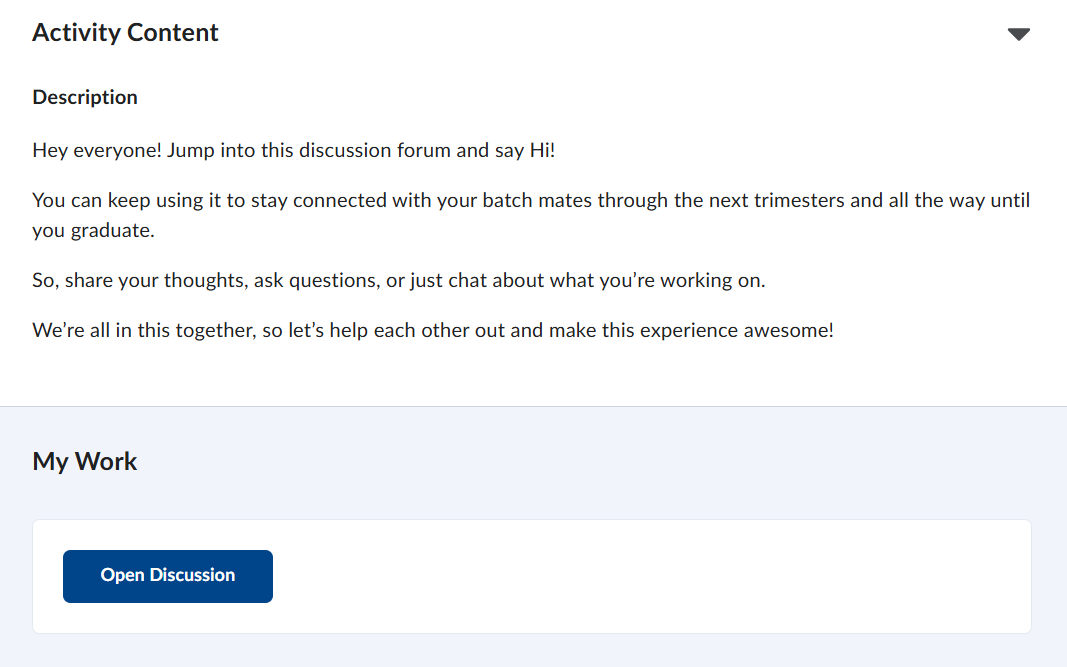 Activity Content
Description
Hey everyone! Jump into this discussion forum and say Hi!
You can keep using it to stay connected with your batch mates through the next trimesters and all the way until
you graduate.
So, share your thoughts, ask questions, or just chat about what you’re working on.
We’re all in this together, so let’s help each other out and make this experience awesome!
My Work
Open Discussion